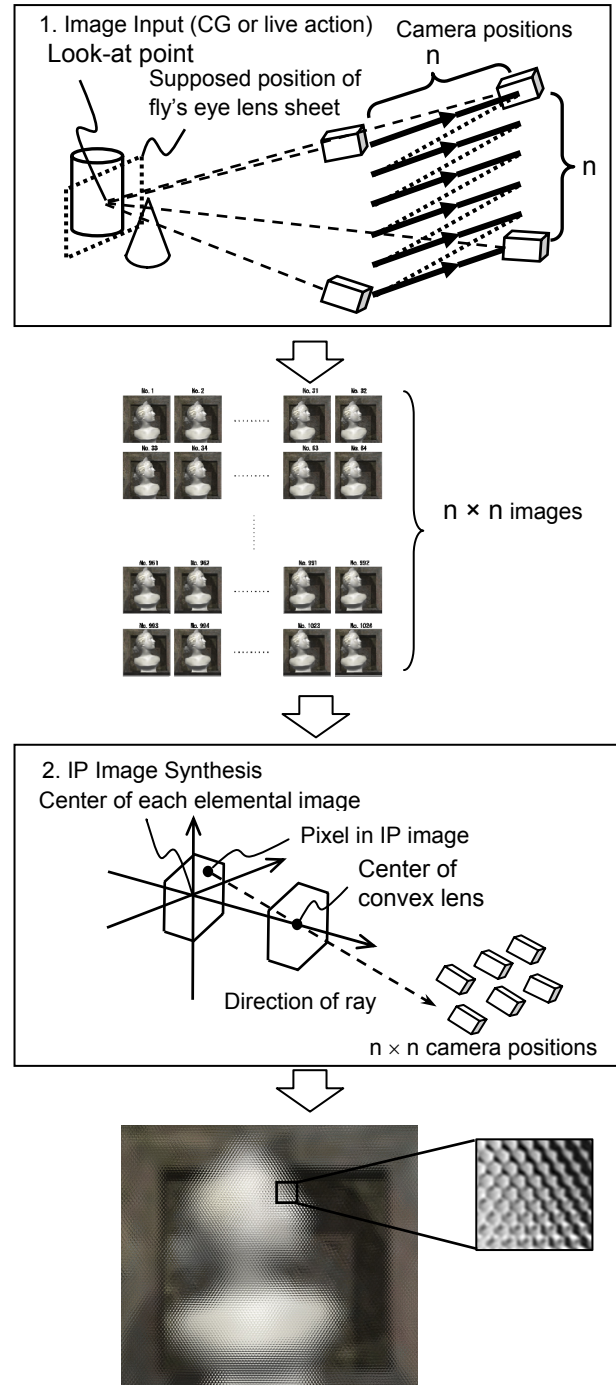 1. Image Input (CG or live action)
Look-at point
Camera positions
n
Supposed position of
fly's eye lens sheet
n
No. 1 No. 2 No. 31 No. 32
No. 33 No. 34 No. 63 No. 64
n × n images
No. 961 No. 962 No. 991 No. 992
No. 993 No. 994 No. 1023 No. 1024
2. IP Image Synthesis
Center of each elemental image
Pixel in IP image
Center of
convex lens
Direction of ray
n × n camera positions